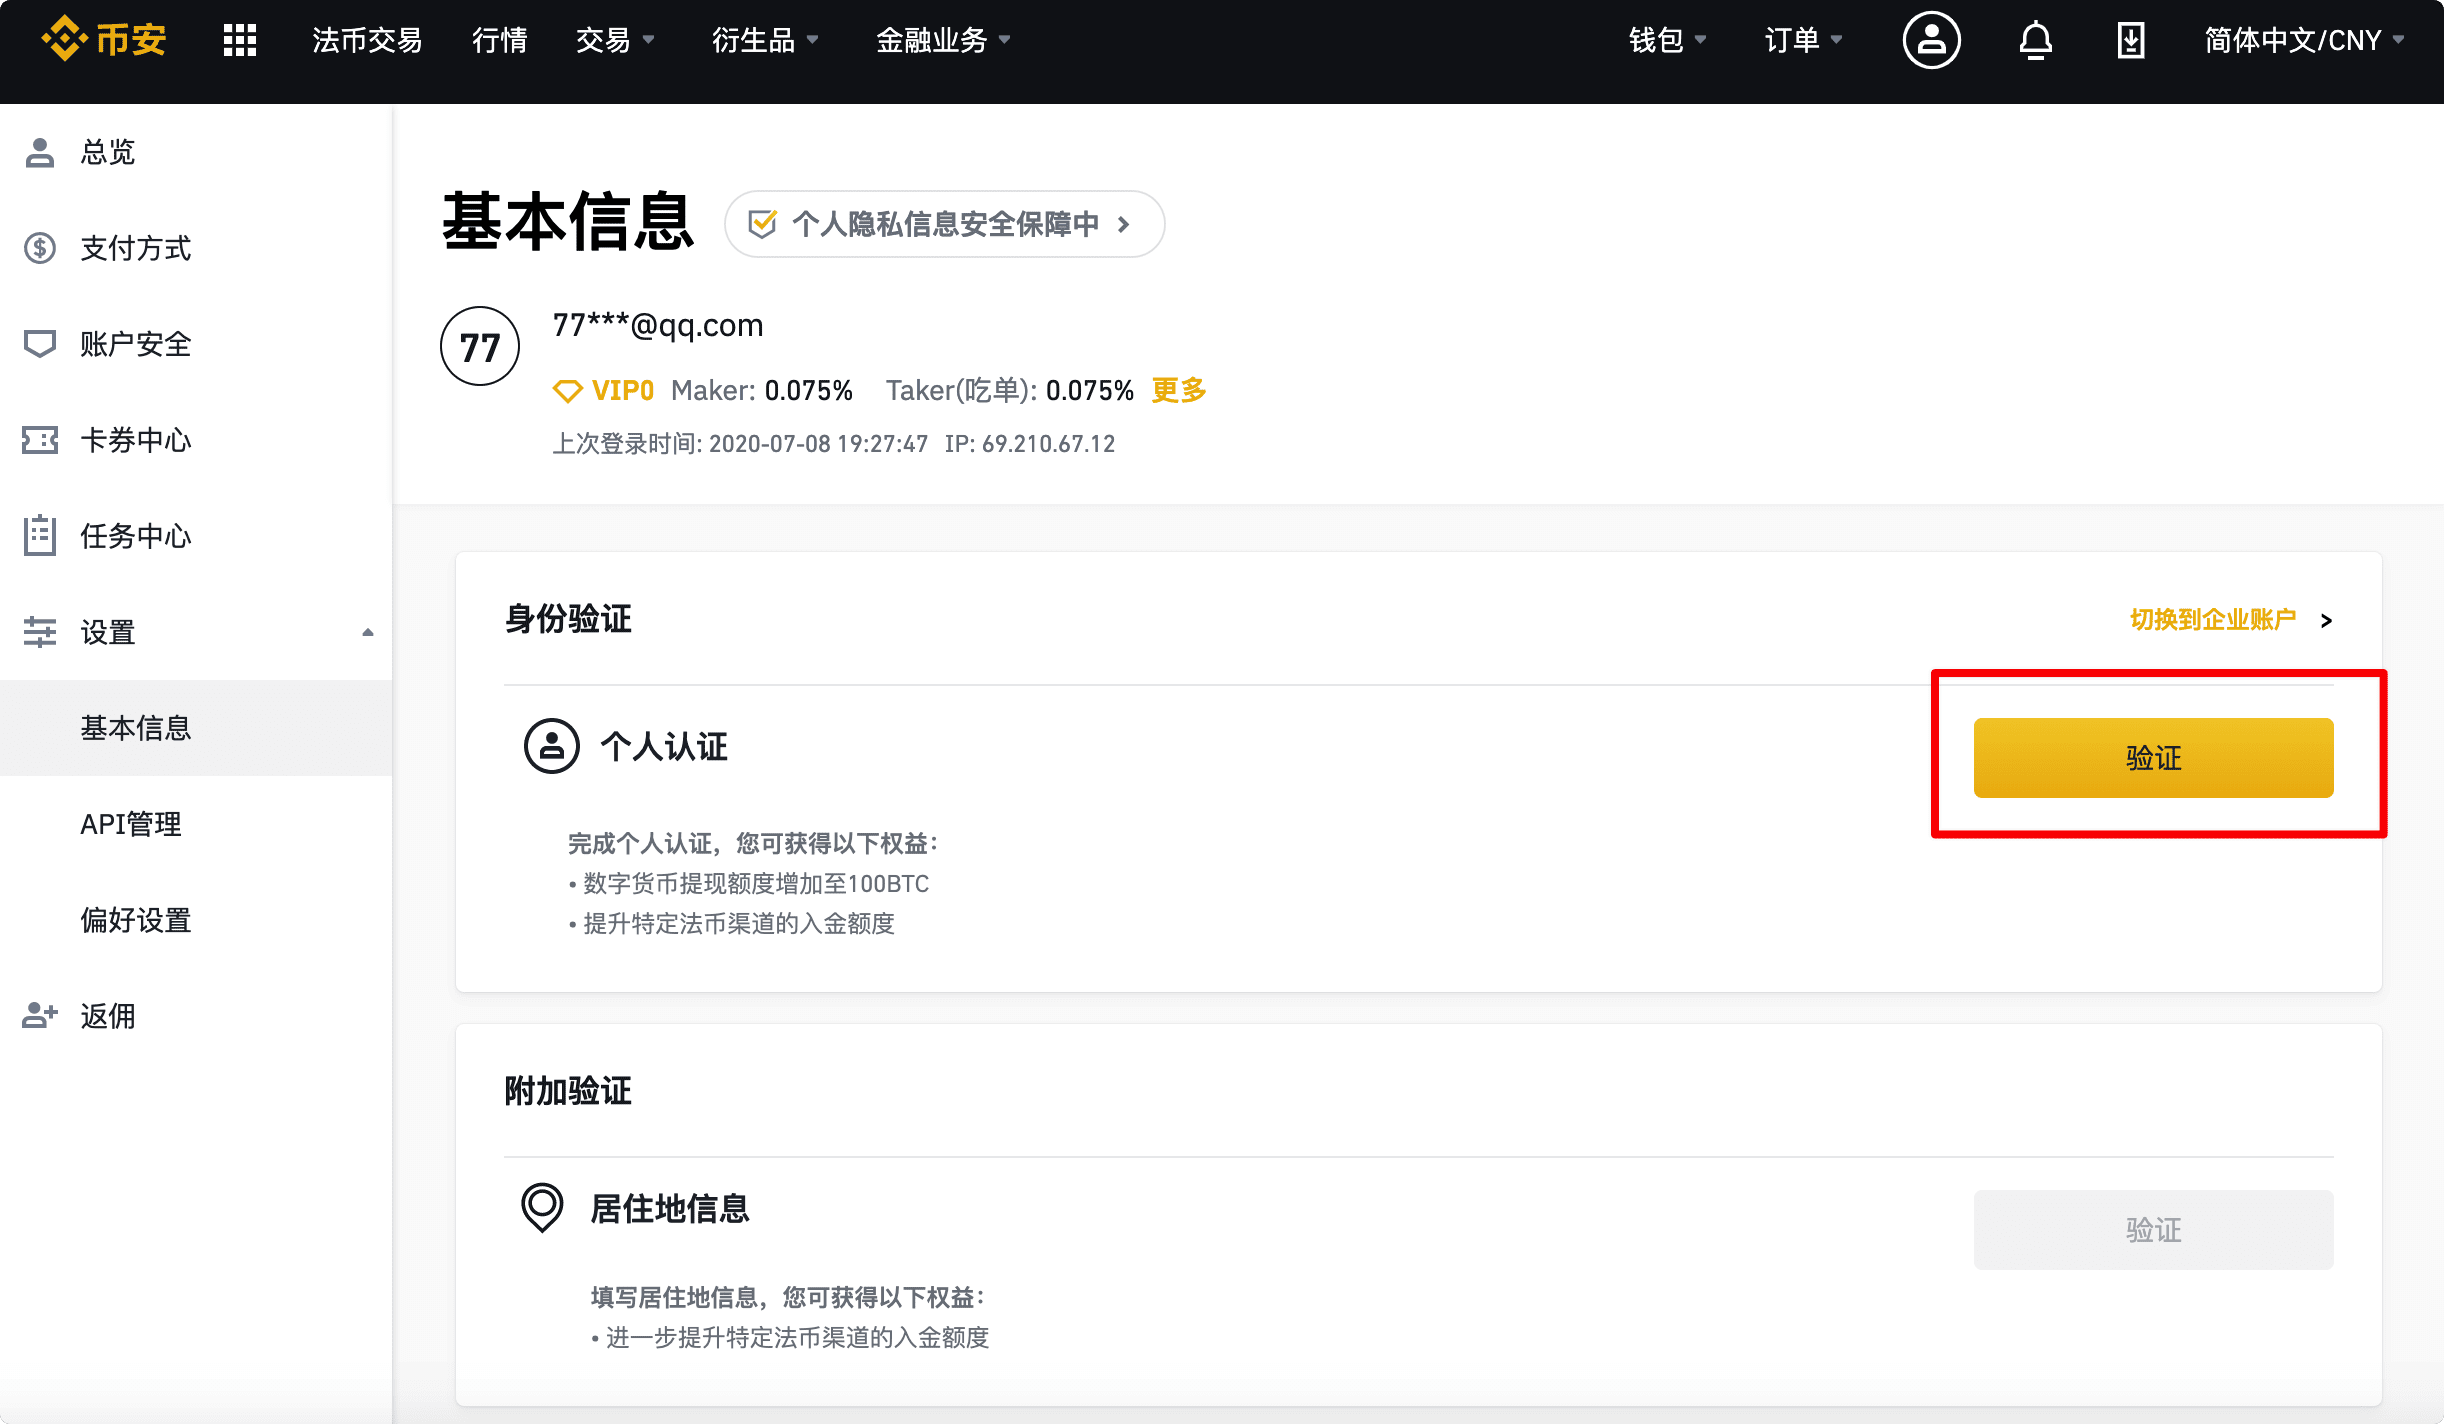 币安 法币交易 行情 交易 衍生品 金融业务 钱包 订单 简体中文/CNY
总览
支付方式
账户安全
卡券中心
任务中心
设置
基本信息
API管理
偏好设置
返佣
基本信息 个人隐私信息安全保障中
77
77***@qq.com
VIP0 Maker: 0.075% Taker(吃单): 0.075% 更多
上次登录时间: 2020-07-08 19:27:47 IP: 69.210.67.12
身份验证 切换到企业账户 >
个人认证 验证
完成个人认证，您可获得以下权益：
• 数字货币提现额度增加至100BTC
• 提升特定法币渠道的入金额度
附加验证
居住地信息 验证
填写居住地信息，您可获得以下权益：
• 进一步提升特定法币渠道的入金额度